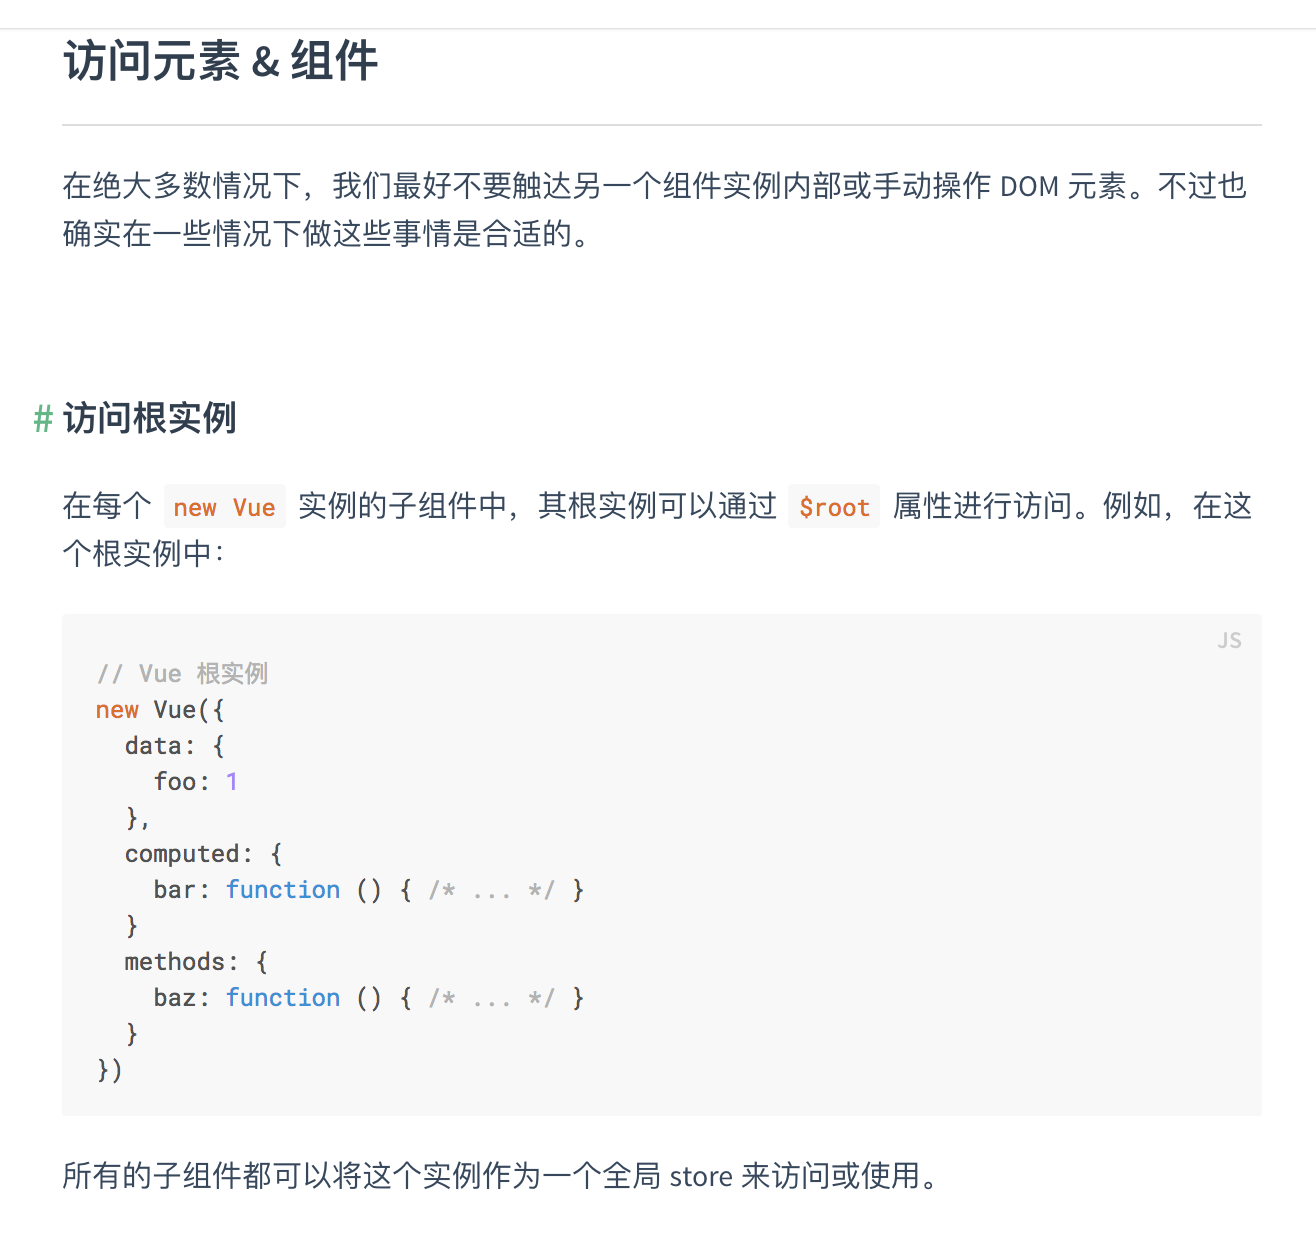 访问元素 & 组件
在绝大多数情况下，我们最好不要触达另一个组件实例内部或手动操作 DOM 元素。不过也
确实在一些情况下做这些事情是合适的。
# 访问根实例
在每个 new Vue 实例的子组件中，其根实例可以通过 $root 属性进行访问。例如，在这
个根实例中：
JS
// Vue 根实例
new Vue({
  data: {
    foo: 1
  },
  computed: {
    bar: function () { /* ... */ }
  }
  methods: {
    baz: function () { /* ... */ }
  }
})
所有的子组件都可以将这个实例作为一个全局 store 来访问或使用。